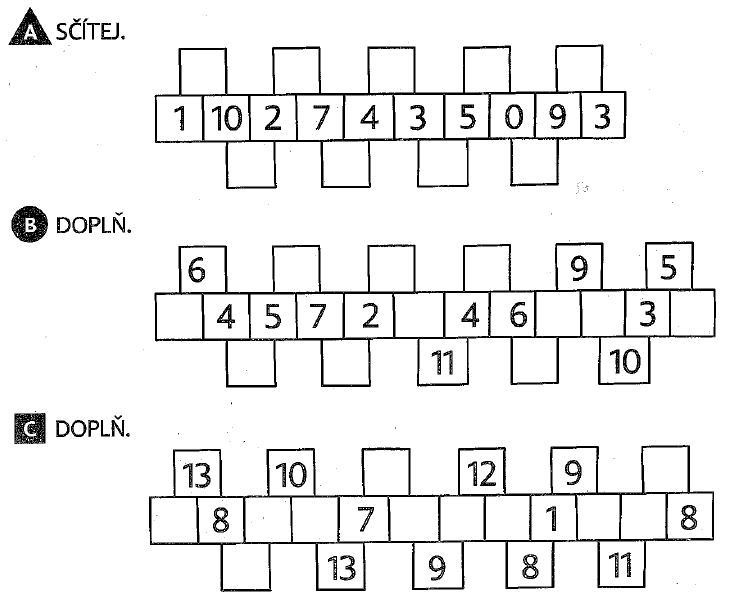 A SČÍTEJ.
1 10 2 7 4 3 5 0 9 3
B DOPLŇ.
6 9 5
4 5 7 2 4 6 3
11 10
C DOPLŇ.
13 10 12 9
8 7 1 8
13 9 8 11